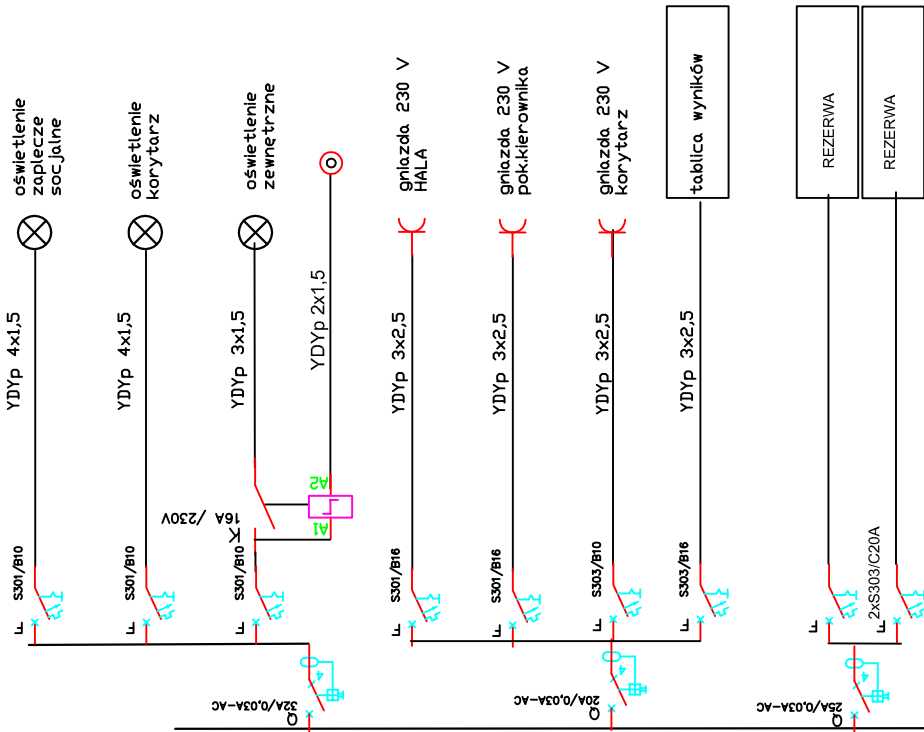 oświetlenie
zaplecze
socjalne
oświetlenie
korytarz
oświetlenie
zewnętrzne
gniazda 230 V
HALA
gniazda 230 V
pok.kierownika
gniazda 230 V
korytarz
tablica wyników
REZERWA
REZERWA
YDYp 4x1,5
YDYp 4x1,5
YDYp 3x1,5
YDYp 2x1,5
YDYp 3x2,5
YDYp 3x2,5
YDYp 3x2,5
YDYp 3x2,5
A2
A1
16A /230V
K
S301/B10
S301/B10
S301/B10
S301/B16
S301/B16
S303/B10
S303/B16
2xS303/C20A
F
F
F
F
F
F
F
F
F
4
4
4
32A/0,03A-AC
Q
20A/0,03A-AC
Q
25A/0,03A-AC
Q